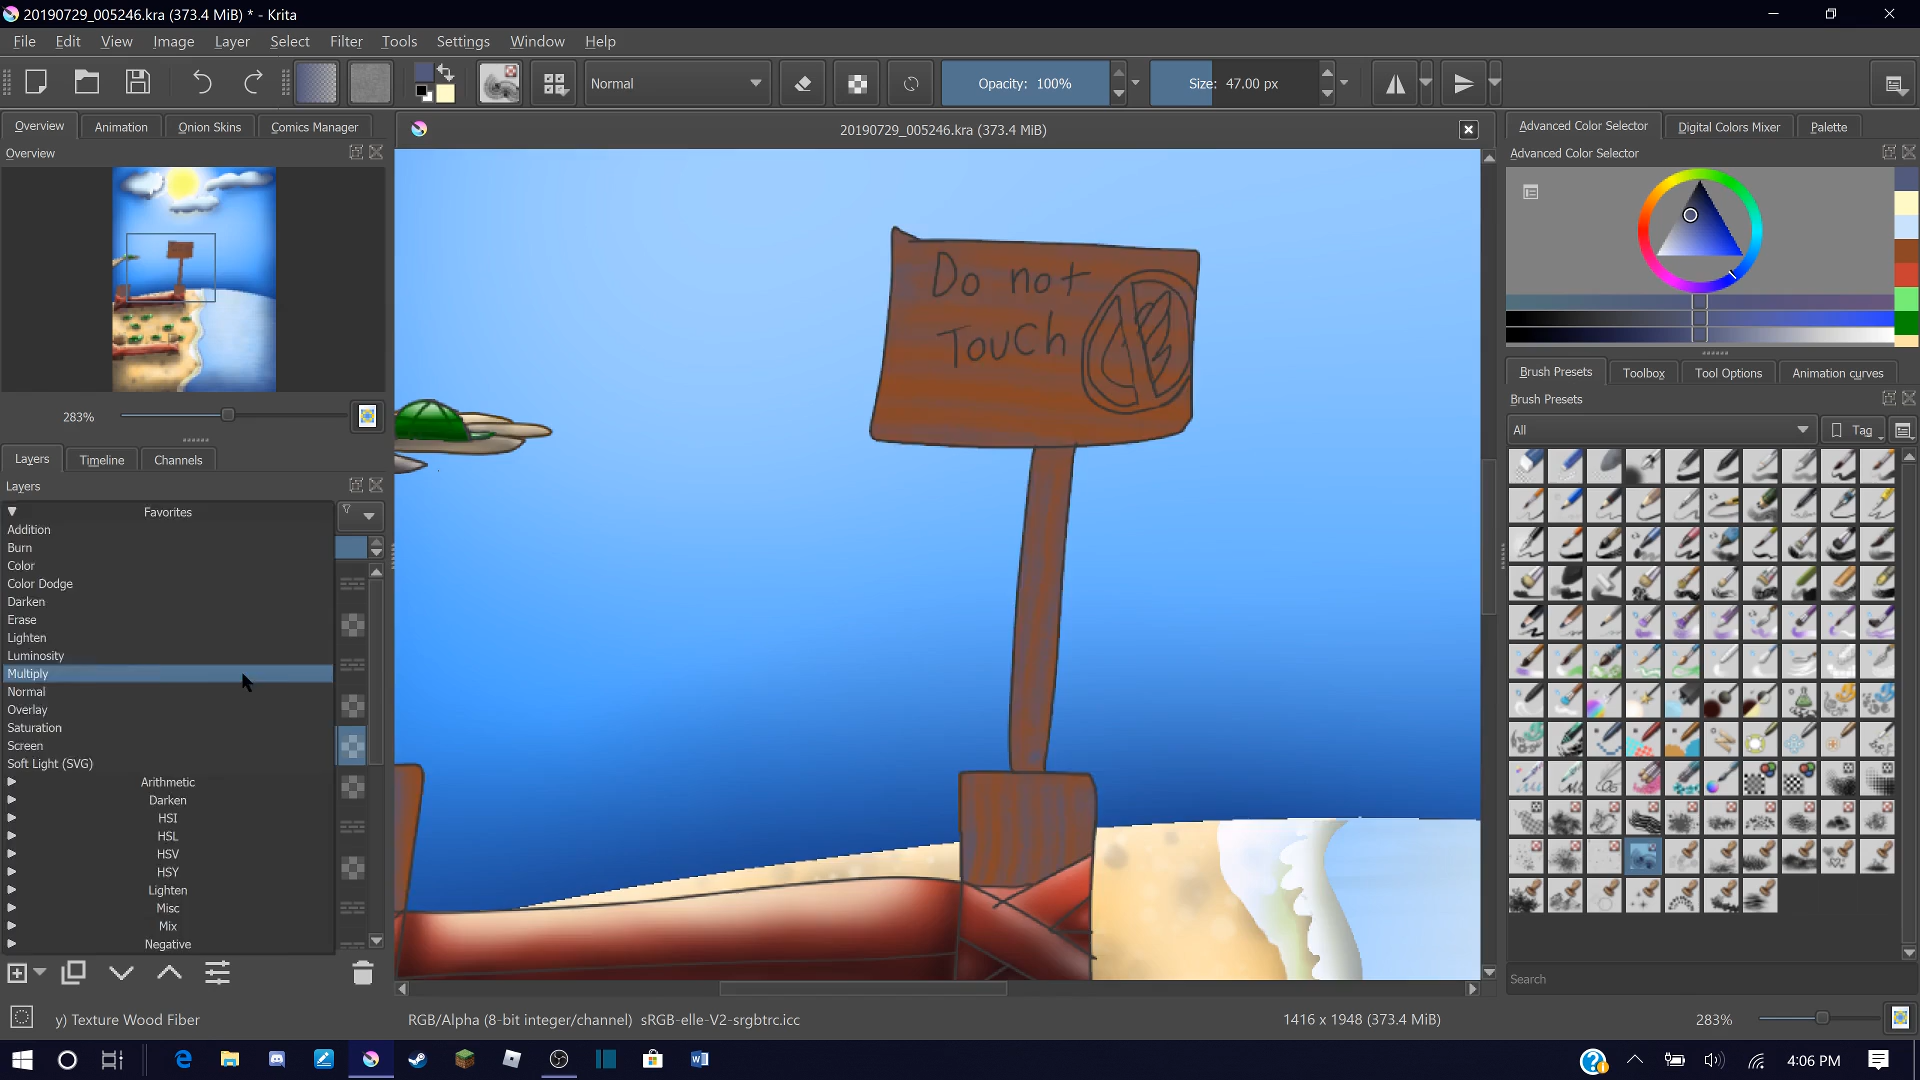 20190729_005246.kra (373.4 MiB) * - Krita
File Edit View Image Layer Select Filter Tools Settings Window Help
Normal Opacity: 100% Size: 47.00 px
Overview Animation Onion Skins Comics Manager
Overview
283%
Layers Timeline Channels
Layers
Favorites
Addition
Burn
Color
Color Dodge
Darken
Erase
Lighten
Luminosity
Multiply
Normal
Overlay
Saturation
Screen
Soft Light (SVG)
Arithmetic
Darken
HSI
HSL
HSV
HSY
Lighten
Misc
Mix
Negative
20190729_005246.kra (373.4 MiB)
Do not
Touch
Advanced Color Selector Digital Colors Mixer Palette
Advanced Color Selector
Brush Presets Toolbox Tool Options Animation curves
Brush Presets
All Tag
Search
y) Texture Wood Fiber
RGB/Alpha (8-bit integer/channel) sRGB-elle-V2-srgbtrc.icc
1416 x 1948 (373.4 MiB)
283%
4:06 PM